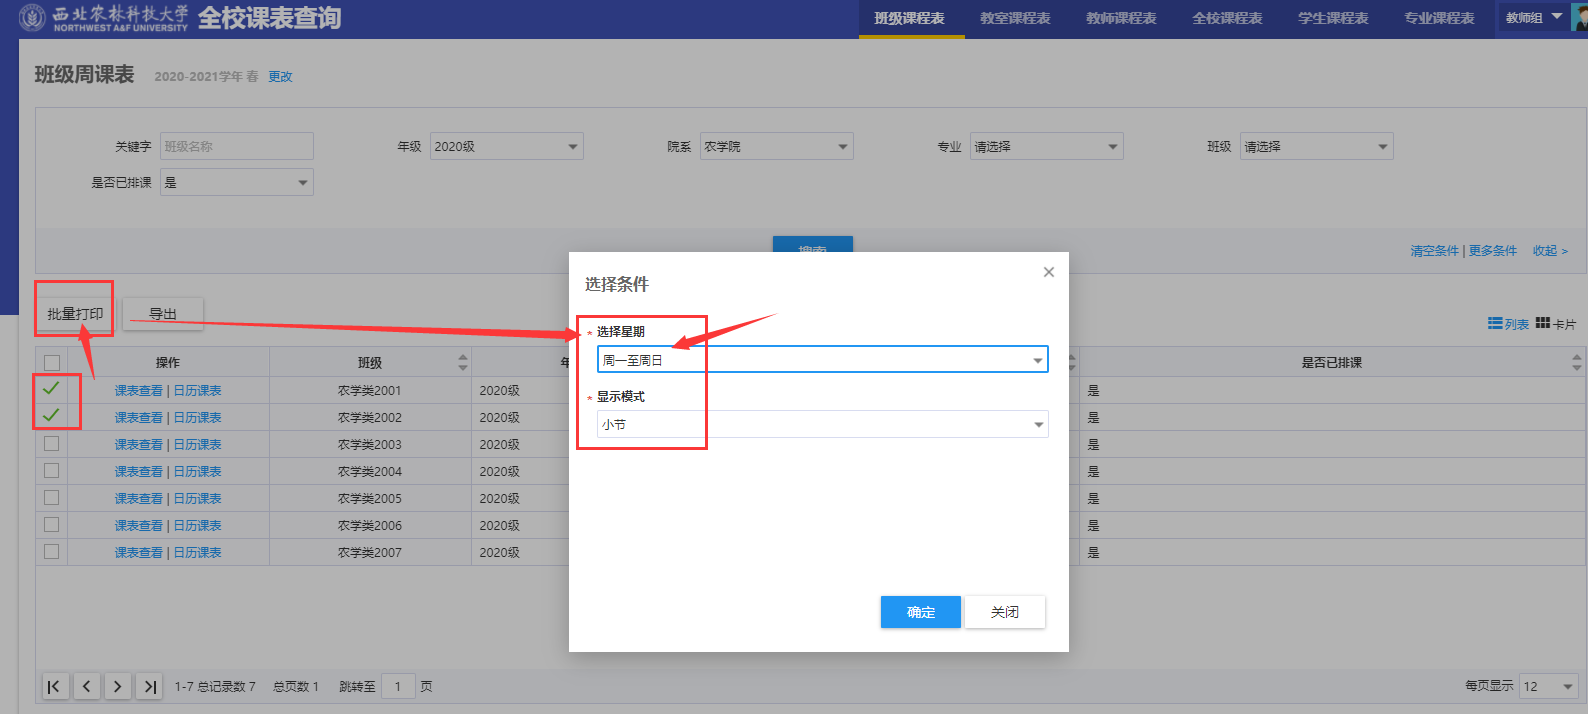 西北农林科技大学 全校课表查询 班级课程表 教室课程表 教师课程表 全校课程表 学生课程表 专业课程表 教师组
NORTHWEST A&F UNIVERSITY
班级周课表 2020-2021学年 春 更改
关键字 班级名称 年级 2020级 院系 农学院 专业 请选择 班级 请选择
是否已排课 是
搜索 清空条件 | 更多条件 收起 >
选择条件 ×
批量打印 导出
列表 卡片
* 选择星期
周一至周日
操作 班级 年 是否已排课
课表查看 | 日历课表 农学类2001 2020级 是
* 显示模式
课表查看 | 日历课表 农学类2002 2020级 是
小节
课表查看 | 日历课表 农学类2003 2020级 是
课表查看 | 日历课表 农学类2004 2020级 是
课表查看 | 日历课表 农学类2005 2020级 是
课表查看 | 日历课表 农学类2006 2020级 是
课表查看 | 日历课表 农学类2007 2020级 是
确定 关闭
1-7 总记录数 7 总页数 1 跳转至 1 页 每页显示 12